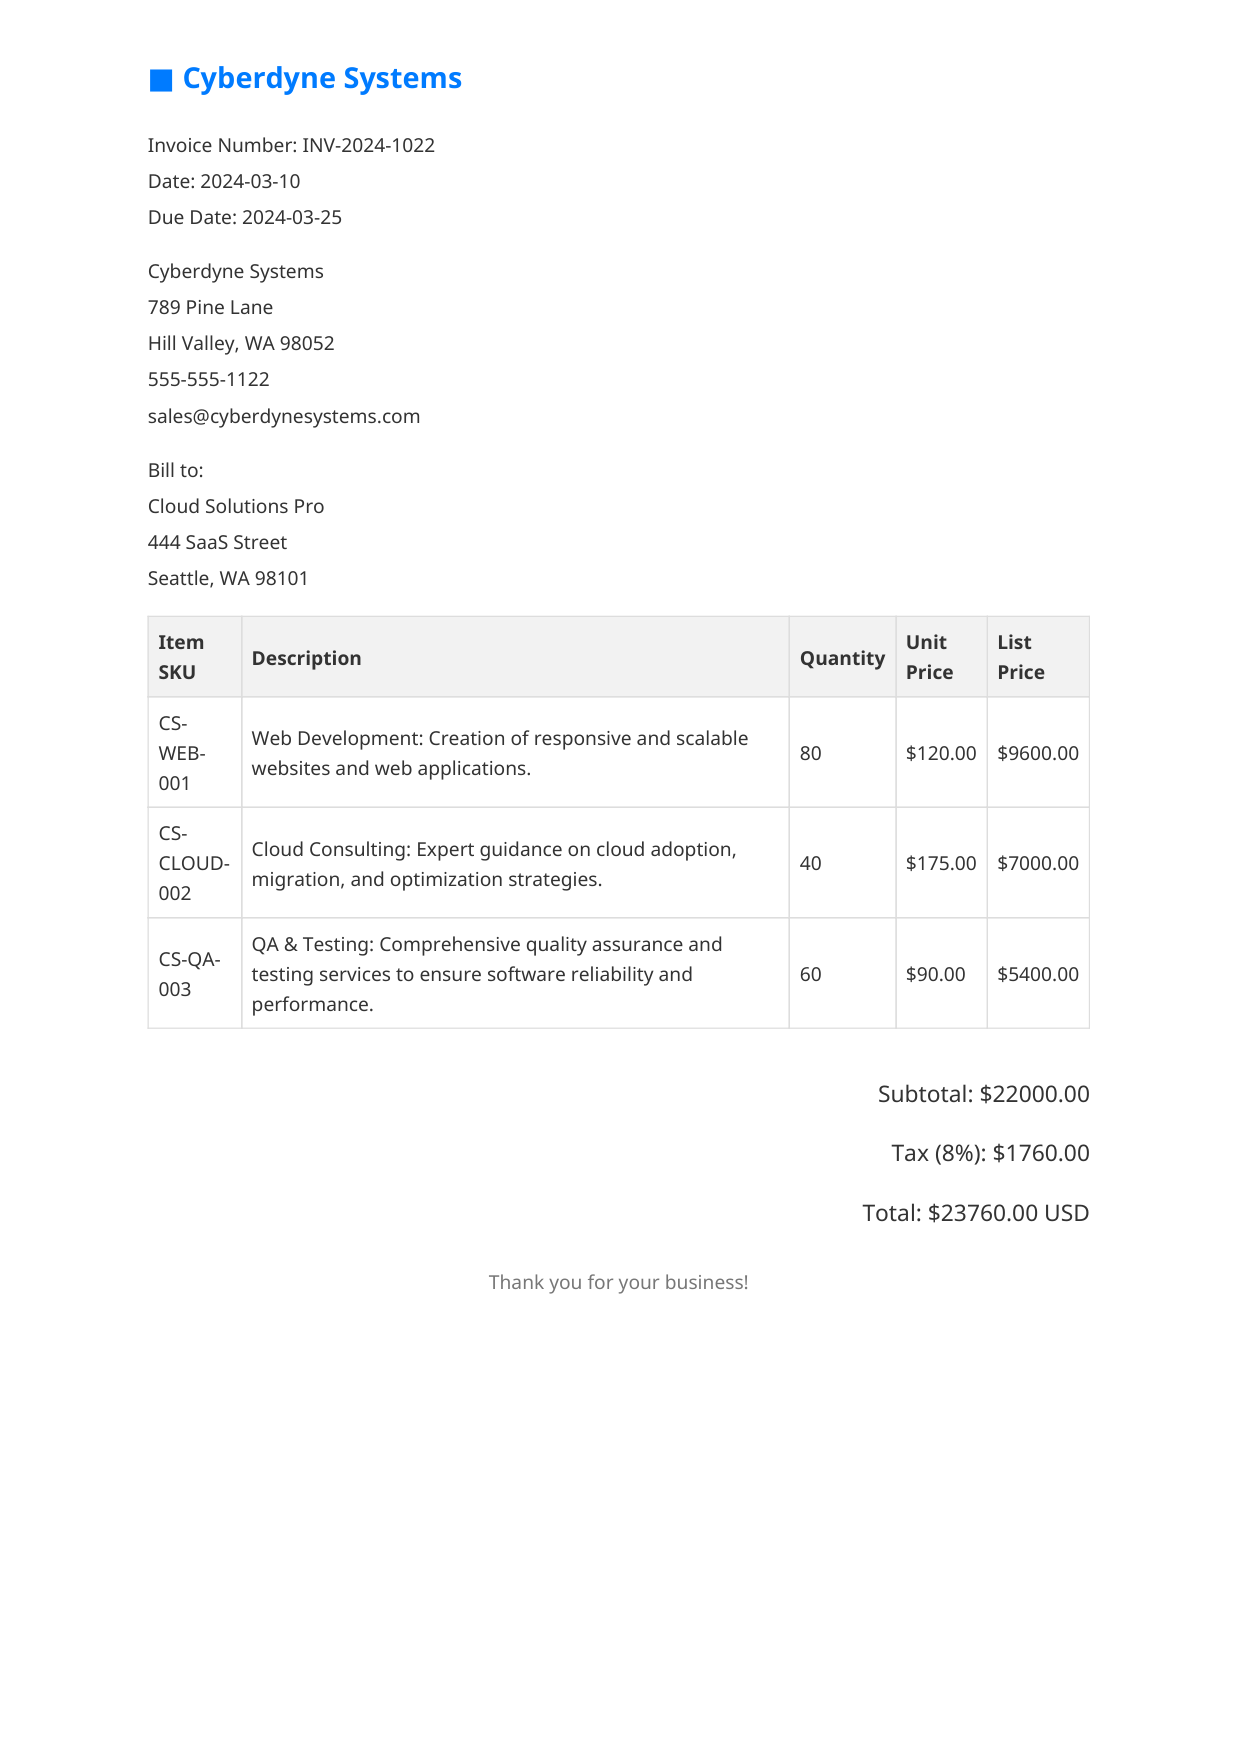 Cyberdyne Systems
Invoice Number: INV-2024-1022
Date: 2024-03-10
Due Date: 2024-03-25
Cyberdyne Systems
789 Pine Lane
Hill Valley, WA 98052
555-555-1122
sales@cyberdynesystems.com
Bill to:
Cloud Solutions Pro
444 SaaS Street
Seattle, WA 98101
Item
SKU
Description
Quantity
Unit
Price
List
Price
CS-
WEB-
001
Web Development: Creation of responsive and scalable
websites and web applications.
80
$120.00
$9600.00
CS-
CLOUD-
002
Cloud Consulting: Expert guidance on cloud adoption,
migration, and optimization strategies.
40
$175.00
$7000.00
CS-QA-
003
QA & Testing: Comprehensive quality assurance and
testing services to ensure software reliability and
performance.
60
$90.00
$5400.00
Subtotal: $22000.00
Tax (8%): $1760.00
Total: $23760.00 USD
Thank you for your business!